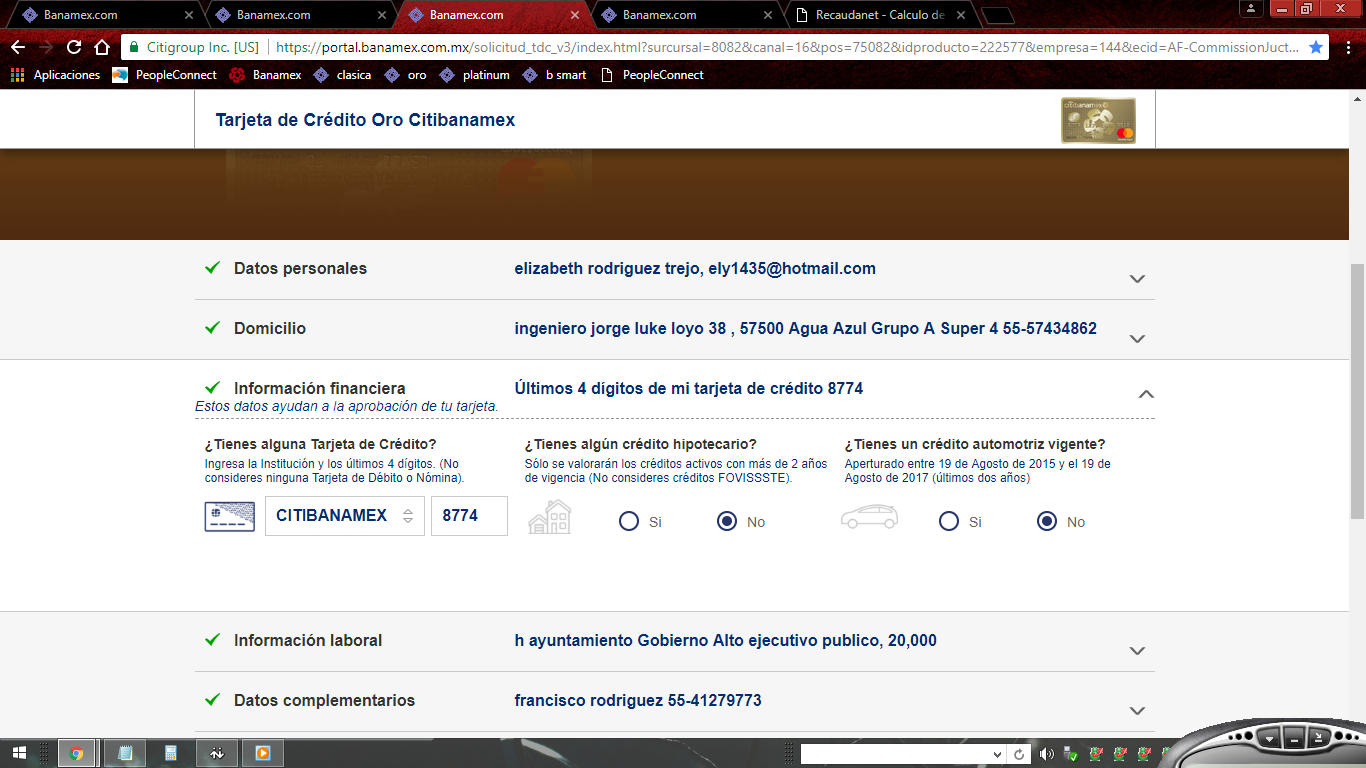 Banamex.com
Banamex.com
Banamex.com
Banamex.com
Recaudanet - Calculo de
Citigroup Inc. [US]
https://portal.banamex.com.mx/solicitud_tdc_v3/index.html?surcursal=8082&canal=16&pos=75082&idproducto=222577&empresa=144&ecid=AF-CommissionJuct...
Aplicaciones
PeopleConnect
Banamex
clasica
oro
platinum
b smart
PeopleConnect
Tarjeta de Crédito Oro Citibanamex
Datos personales
elizabeth rodriguez trejo, ely1435@hotmail.com
Domicilio
ingeniero jorge luke loyo 38 , 57500 Agua Azul Grupo A Super 4 55-57434862
Información financiera
Últimos 4 dígitos de mi tarjeta de crédito 8774
Estos datos ayudan a la aprobación de tu tarjeta.
¿Tienes alguna Tarjeta de Crédito?
Ingresa la Institución y los últimos 4 dígitos. (No
consideres ninguna Tarjeta de Débito o Nómina).
CITIBANAMEX
8774
¿Tienes algún crédito hipotecario?
Sólo se valorarán los créditos activos con más de 2 años
de vigencia (No consideres créditos FOVISSSTE).
Si
No
¿Tienes un crédito automotriz vigente?
Aperturado entre 19 de Agosto de 2015 y el 19 de
Agosto de 2017 (últimos dos años)
Si
No
Información laboral
h ayuntamiento Gobierno Alto ejecutivo publico, 20,000
Datos complementarios
francisco rodriguez 55-41279773